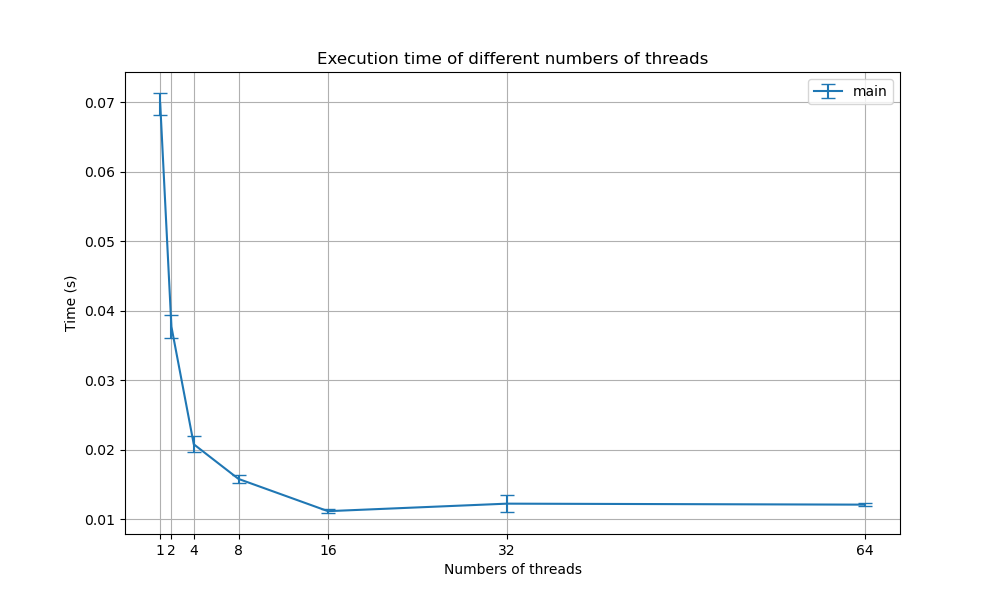 Execution time of different numbers of threads
main
0.07
0.06
0.05
0.04
0.03
0.02
0.01
Time (s)
1 2 4 8 16 32 64
Numbers of threads